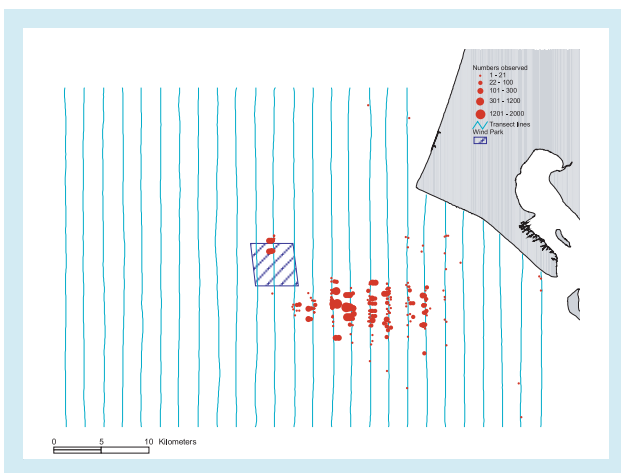 Numbers observed
1 - 21
22 - 100
101 - 300
301 - 1200
1201 - 2000
Transect lines
Wind Park
0 5 10 Kilometers